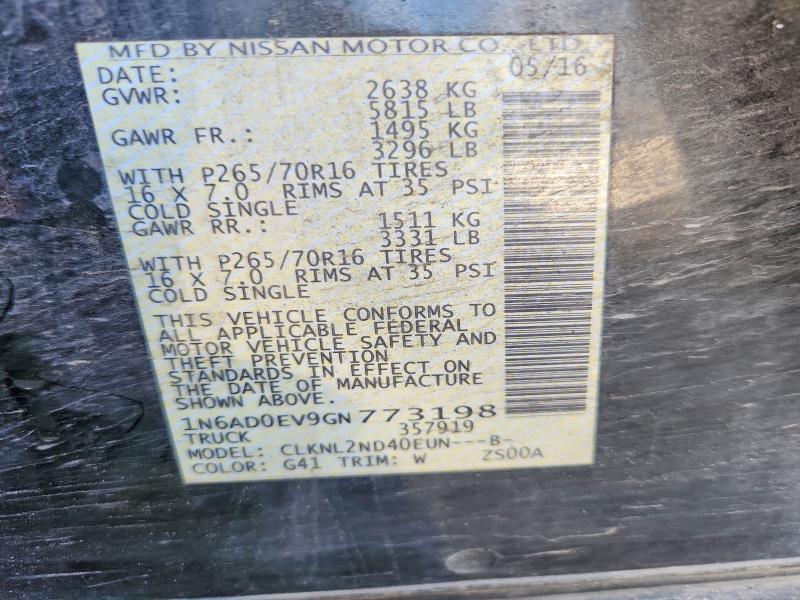 MFD BY NISSAN MOTOR CO., LTD.
DATE: 05/16
GVWR: 2638 KG
5815 LB
GAWR FR.: 1495 KG
3296 LB
WITH P265/70R16 TIRES
16 X 7.0 RIMS AT 35 PSI
COLD SINGLE
GAWR RR.: 1511 KG
3331 LB
WITH P265/70R16 TIRES
16 X 7.0 RIMS AT 35 PSI
COLD SINGLE
THIS VEHICLE CONFORMS TO
ALL APPLICABLE FEDERAL
MOTOR VEHICLE SAFETY AND
THEFT PREVENTION
STANDARDS IN EFFECT ON
THE DATE OF MANUFACTURE
SHOWN ABOVE.
1N6AD0EV9GN773198
TRUCK 357919
MODEL: CLKNL2ND40EUN---B-
COLOR: G41 TRIM: W ZS00A